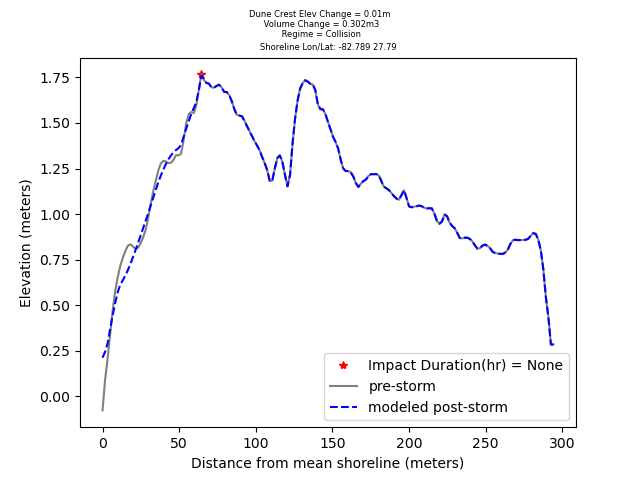 Dune Crest Elev Change = 0.01m
Volume Change = 0.302m3
Regime = Collision
Shoreline Lon/Lat: -82.789 27.79
1.75
1.50
1.25
1.00
0.75
0.50
0.25
0.00
Elevation (meters)
Impact Duration(hr) = None
pre-storm
modeled post-storm
0 50 100 150 200 250 300
Distance from mean shoreline (meters)